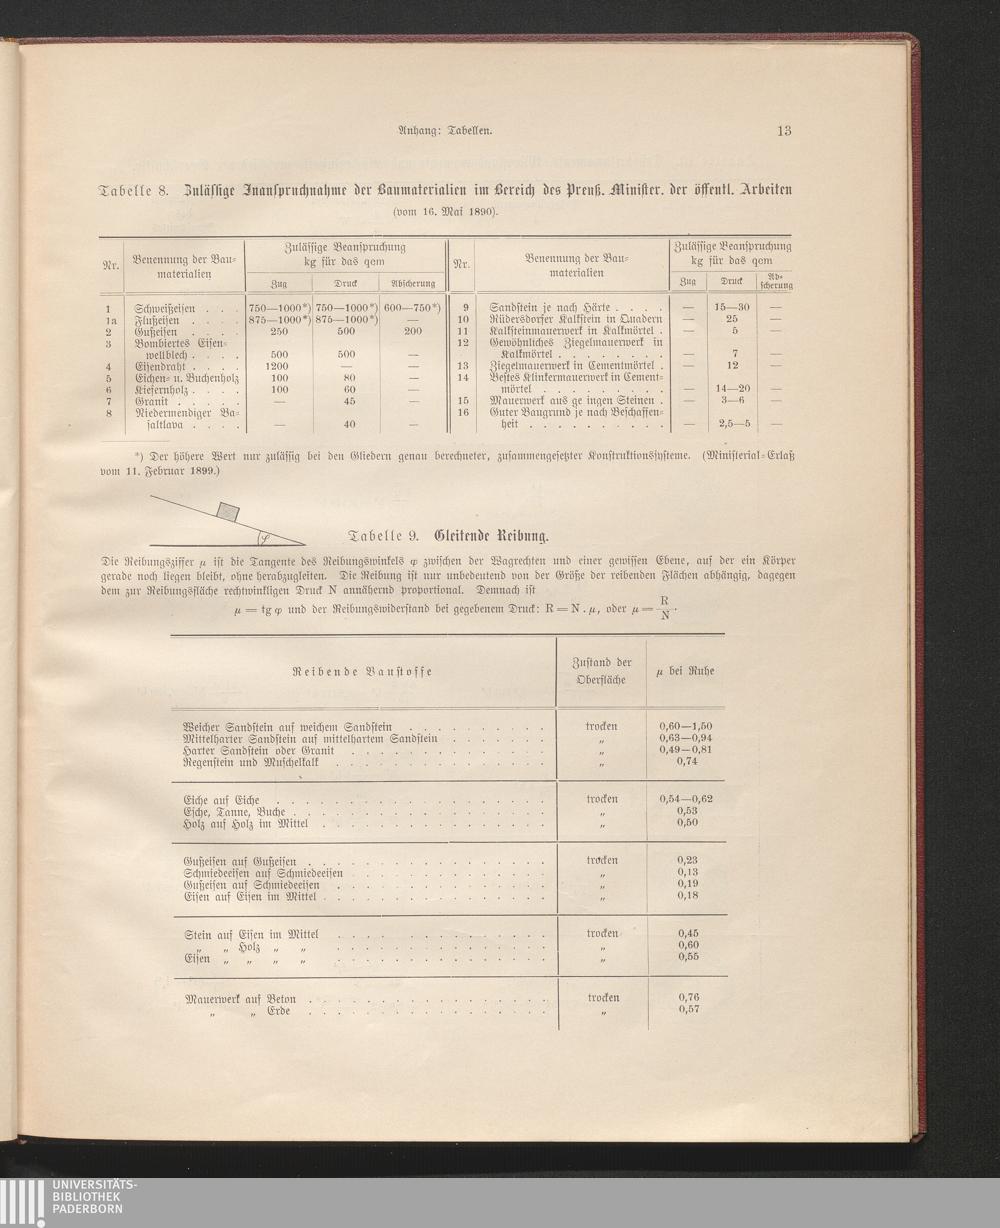 Anhang: Tabellen. 13
Tabelle 8. Zulässige Inanspruchnahme der Baumaterialien im Bereich des Preuß. Minister. der öffentl. Arbeiten
(vom 16. Mai 1890).
Nr. Benennung der Bau- materialien Zulässige Beanspruchung kg für das qcm Zug Druck Abscherung
1 Schweißeisen . . . 750—1000*) 750—1000*) 600—750*)
1a Flußeisen . . . . 875—1000*) 875—1000*) —
2 Gußeisen . . . . 250 500 200
3 Bombiertes Eisen-
wellblech . . . . 500 500 —
4 Eisendraht . . . . 1200 — —
5 Eichen- u. Buchenholz 100 80 —
6 Kiefernholz . . . . 100 60 —
7 Granit . . . . . — 45 —
8 Niedermendiger Ba-
saltlava . . . . — 40 —
Nr. Benennung der Bau- materialien Zulässige Beanspruchung kg für das qcm Zug Druck Ab- scherung
9 Sandstein je nach Härte . . . . — 15—30 —
10 Rüdersdorfer Kalkstein in Quadern — 25 —
11 Kalksteinmauerwerk in Kalkmörtel . — 5 —
12 Gewöhnliches Ziegelmauerwerk in
Kalkmörtel . . . . . . . . — 7 —
13 Ziegelmauerwerk in Cementmörtel . — 12 —
14 Bestes Klinkermauerwerk in Cement-
mörtel . . . . . . . . . — 14—20 —
15 Mauerwerk aus ge ingen Steinen . — 3—6 —
16 Guter Baugrund je nach Beschaffen-
heit . . . . . . . . . . — 2,5—5 —
*) Der höhere Wert nur zulässig bei den Gliedern genau berechneter, zusammengesetzter Konstruktionssysteme. (Ministerial-Erlaß
vom 11. Februar 1899.)
φ
Tabelle 9. Gleitende Reibung.
Die Reibungsziffer μ ist die Tangente des Reibungswinkels φ zwischen der Wagrechten und einer gewissen Ebene, auf der ein Körper
gerade noch liegen bleibt, ohne herabzugleiten. Die Reibung ist nur unbedeutend von der Größe der reibenden Flächen abhängig, dagegen
dem zur Reibungsfläche rechtwinkligen Druck N annähernd proportional. Demnach ist
μ = tg φ und der Reibungswiderstand bei gegebenem Druck: R = N . μ, oder μ = R/N.
Reibende Baustoffe Zustand der Oberfläche μ bei Ruhe
Weicher Sandstein auf weichem Sandstein . . . . . . . . . . trocken 0,60—1,50
Mittelharter Sandstein auf mittelhartem Sandstein . . . . . . . „ 0,63—0,94
Harter Sandstein oder Granit . . . . . . . . . . . . . . „ 0,49—0,81
Regenstein und Muschelkalk . . . . . . . . . . . . . . . „ 0,74
Eiche auf Eiche . . . . . . . . . . . . . . . . . . . trocken 0,54—0,62
Esche, Tanne, Buche . . . . . . . . . . . . . . . . . . „ 0,53
Holz auf Holz im Mittel . . . . . . . . . . . . . . . . „ 0,50
Gußeisen auf Gußeisen . . . . . . . . . . . . . . . . . trocken 0,23
Schmiedeeisen auf Schmiedeeisen . . . . . . . . . . . . . . „ 0,13
Gußeisen auf Schmiedeeisen . . . . . . . . . . . . . . . „ 0,19
Eisen auf Eisen im Mittel . . . . . . . . . . . . . . . . „ 0,18
Stein auf Eisen im Mittel . . . . . . . . . . . . . . . trocken 0,45
„ „ Holz „ „ . . . . . . . . . . . . . . . „ 0,60
Eisen „ „ „ „ . . . . . . . . . . . . . . . „ 0,55
Mauerwerk auf Beton . . . . . . . . . . . . . . . . . trocken 0,76
„ „ Erde . . . . . . . . . . . . . . . . . „ 0,57
UNIVERSITÄTS-
BIBLIOTHEK
PADERBORN